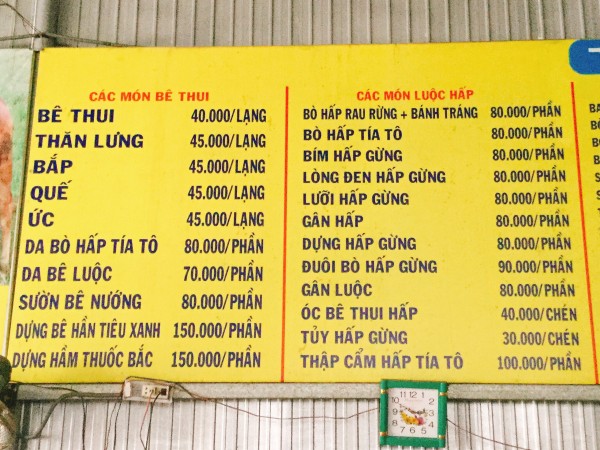 CÁC MÓN BÊ THUI
BÊ THUI 40.000/LẠNG
THĂN LƯNG 45.000/LẠNG
BẮP 45.000/LẠNG
QUẾ 45.000/LẠNG
ỨC 45.000/LẠNG
DA BÒ HẤP TÍA TÔ 80.000/PHẦN
DA BÊ LUỘC 70.000/PHẦN
SƯỜN BÊ NƯỚNG 80.000/PHẦN
DỰNG BÊ HẦN TIÊU XANH 150.000/PHẦN
DỰNG HẦM THUỐC BẮC 150.000/PHẦN
CÁC MÓN LUỘC HẤP
BÒ HẤP RAU RỪNG + BÁNH TRÁNG 80.000/PHẦN
BÒ HẤP TÍA TÔ 80.000/PHẦN
BÍM HẤP GỪNG 80.000/PHẦN
LÒNG ĐEN HẤP GỪNG 80.000/PHẦN
LƯỠI HẤP GỪNG 80.000/PHẦN
GÂN HẤP 80.000/PHẦN
DỰNG HẤP GỪNG 80.000/PHẦN
ĐUÔI BÒ HẤP GỪNG 90.000/PHẦN
GÂN LUỘC 80.000/PHẦN
ÓC BÊ THUI HẤP 40.000/CHÉN
TỦY HẤP GỪNG 30.000/CHÉN
THẬP CẨM HẤP TÍA TÔ 100.000/PHẦN